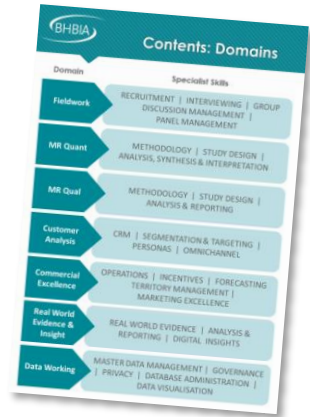 BHBIA
Contents: Domains
Domain
Specialist Skills
Fieldwork
RECRUITMENT | INTERVIEWING | GROUP
DISCUSSION MANAGEMENT |
PANEL MANAGEMENT
MR Quant
METHODOLOGY | STUDY DESIGN |
ANALYSIS, SYNTHESIS & INTERPRETATION
MR Qual
METHODOLOGY | STUDY DESIGN |
ANALYSIS & REPORTING
Customer
Analysis
CRM | SEGMENTATION & TARGETING |
PERSONAS | OMNICHANNEL
Commercial
Excellence
OPERATIONS | INCENTIVES | FORECASTING
TERRITORY MANAGEMENT |
MARKETING EXCELLENCE
Real World
Evidence &
Insight
REAL WORLD EVIDENCE | ANALYSIS &
REPORTING | DIGITAL INSIGHTS
Data Working
MASTER DATA MANAGEMENT | GOVERNANCE
| PRIVACY | DATABASE ADMINISTRATION |
DATA VISUALISATION